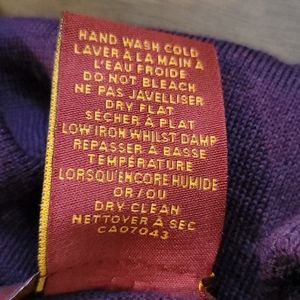 HAND WASH COLD
LAVER À LA MAIN À
L'EAU FROIDE
DO NOT BLEACH
NE PAS JAVELLISER
DRY FLAT
SÉCHER À PLAT
LOW IRON WHILST DAMP
REPASSER À BASSE
TEMPÉRATURE
LORSQU'ENCORE HUMIDE
OR/OU
DRY CLEAN
NETTOYER À SEC
CA07043